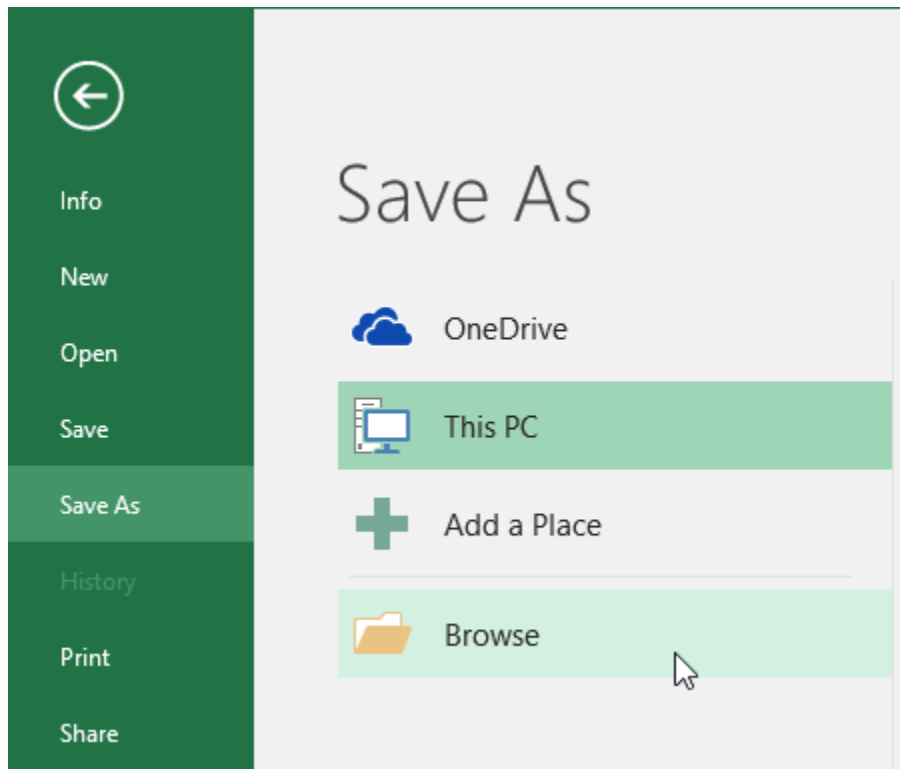 Info
New
Open
Save
Save As
History
Print
Share
Save As
OneDrive
This PC
Add a Place
Browse